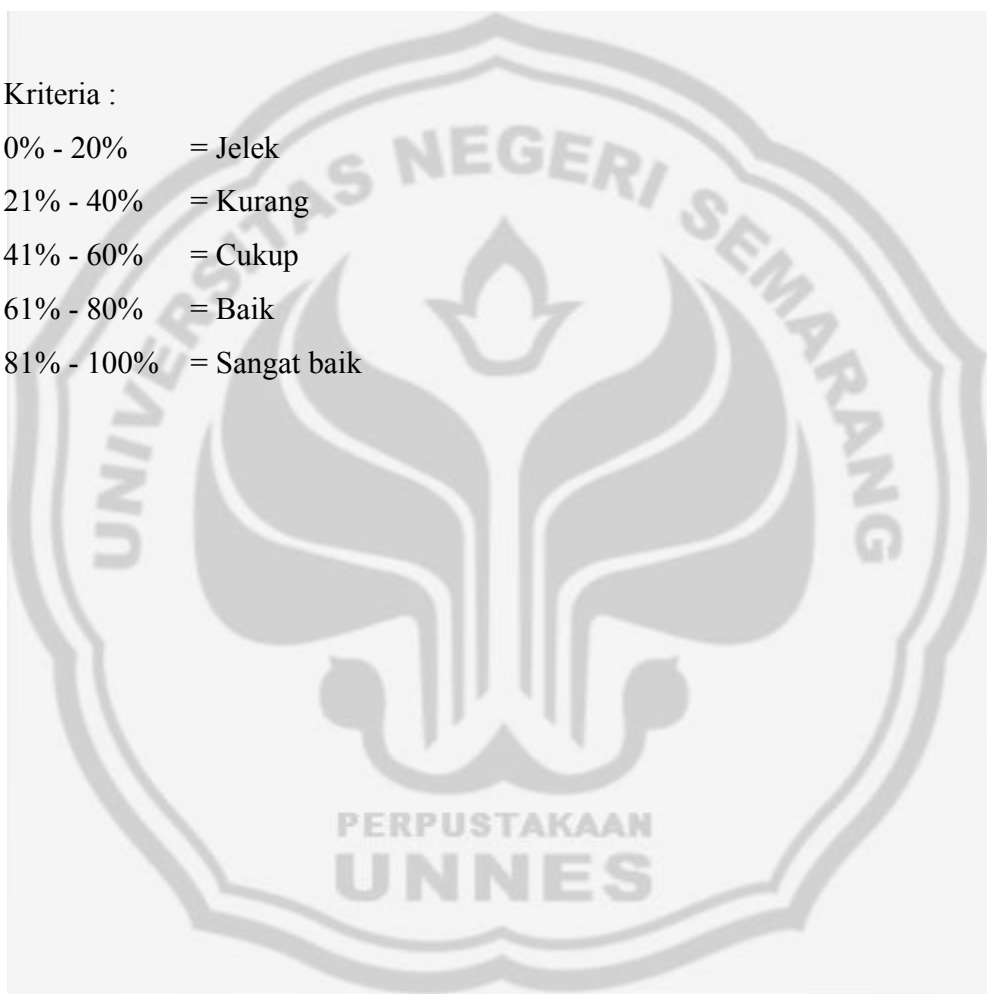 Kriteria :
0% - 20% = Jelek
21% - 40% = Kurang
41% - 60% = Cukup
61% - 80% = Baik
81% - 100% = Sangat baik
UNIVERSITAS NEGERI SEMARANG
PERPUSTAKAAN
UNNES